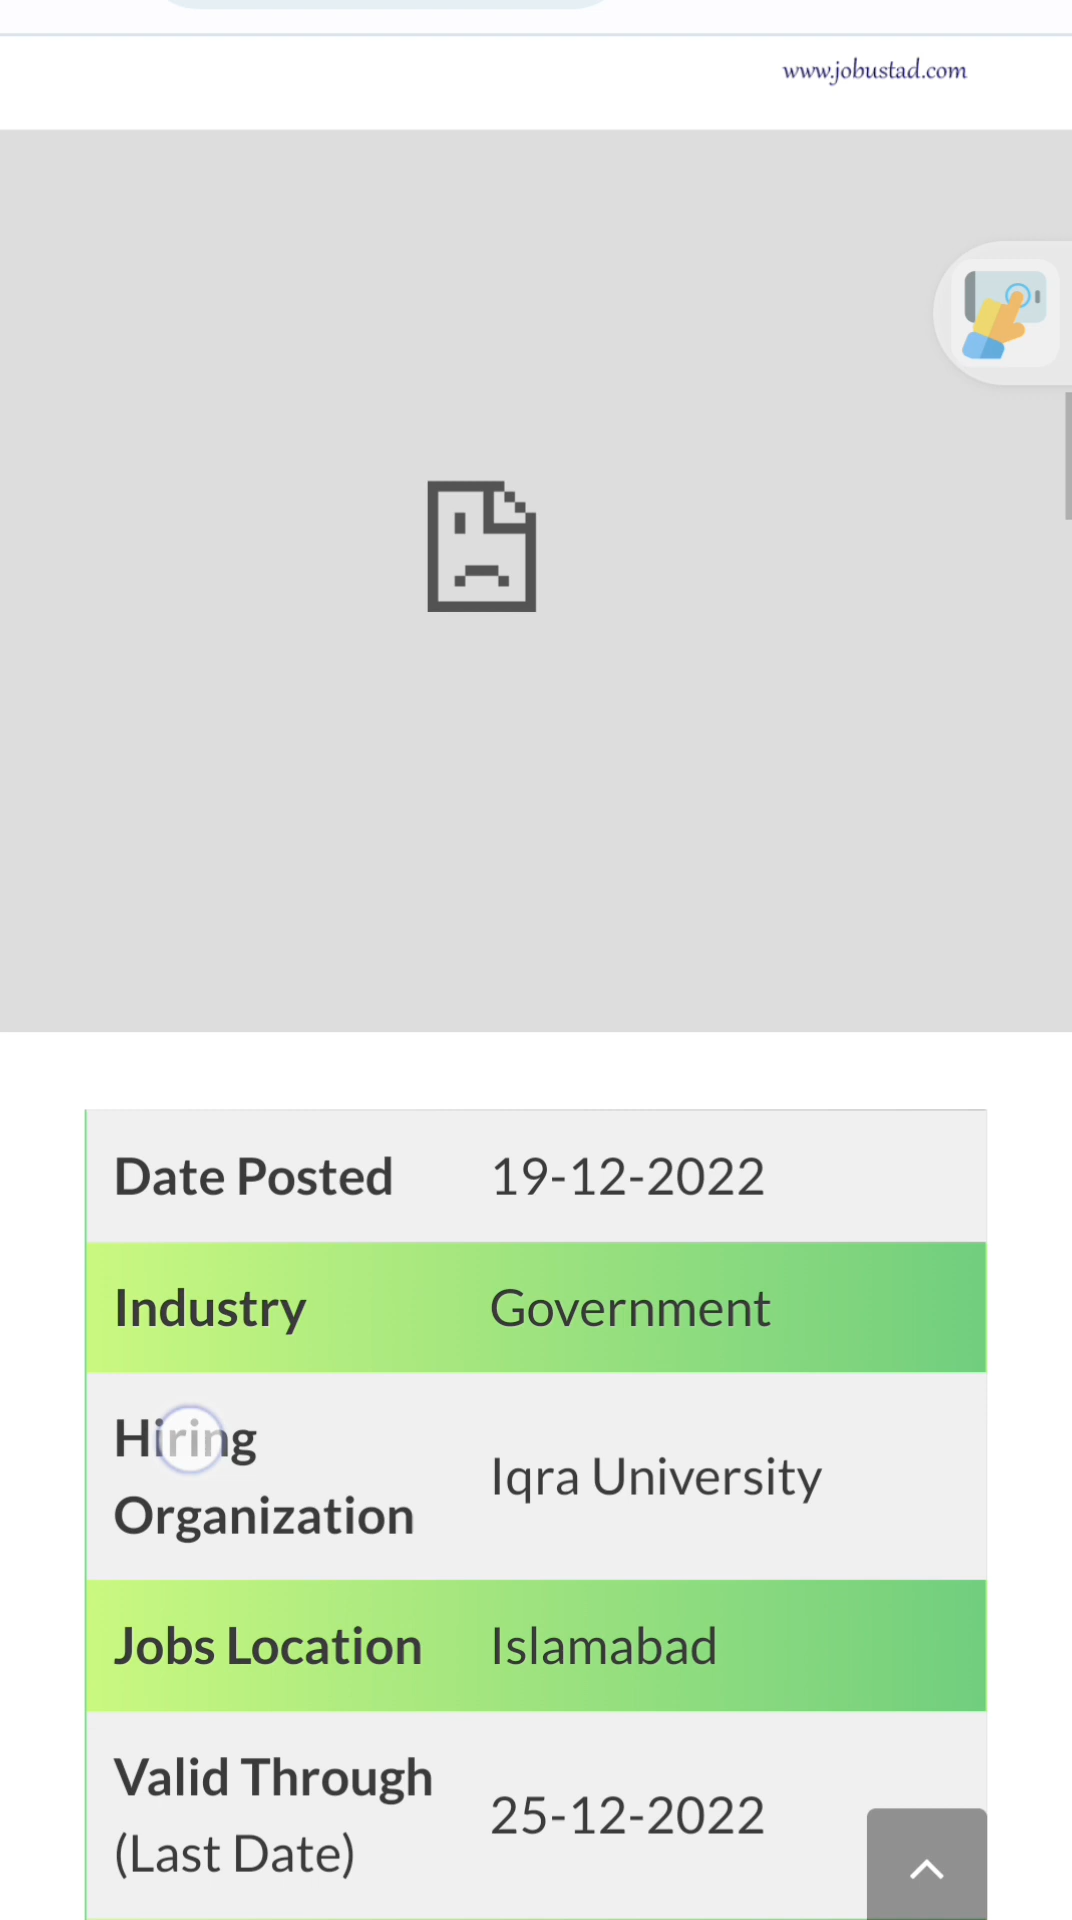 www.jobustad.com
Date Posted 19-12-2022
Industry Government
Hiring
Organization Iqra University
Jobs Location Islamabad
Valid Through
(Last Date) 25-12-2022